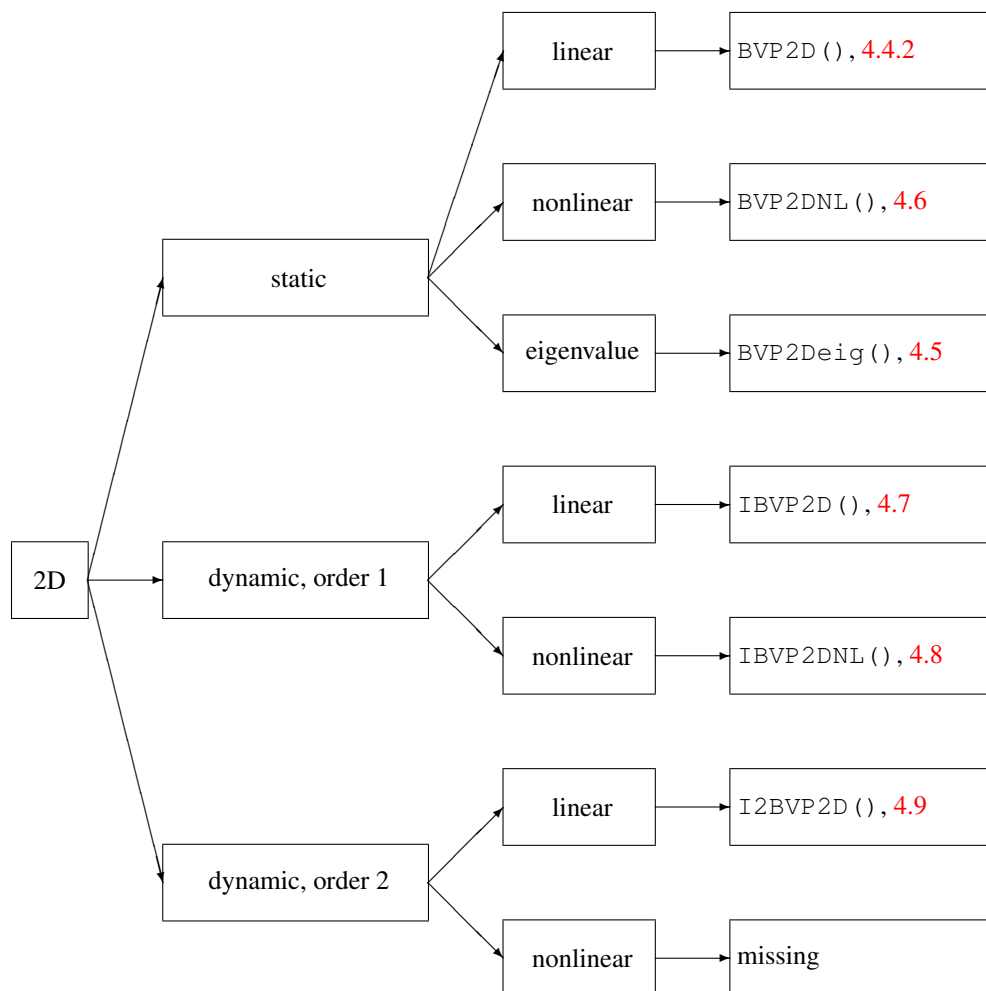 linear
BVP2D(), 4.4.2
nonlinear
BVP2DNL(), 4.6
static
eigenvalue
BVP2Deig(), 4.5
linear
IBVP2D(), 4.7
2D
dynamic, order 1
nonlinear
IBVP2DNL(), 4.8
linear
I2BVP2D(), 4.9
dynamic, order 2
nonlinear
missing